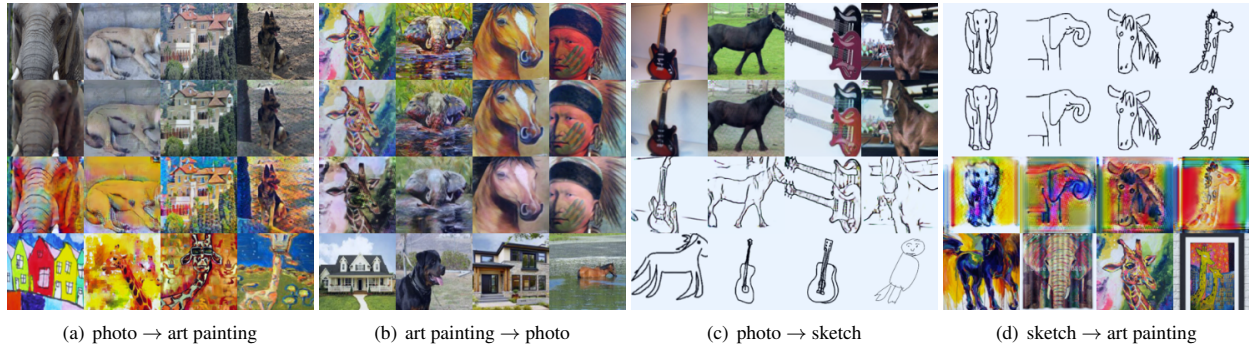 (a) photo → art painting
(b) art painting → photo
(c) photo → sketch
(d) sketch → art painting